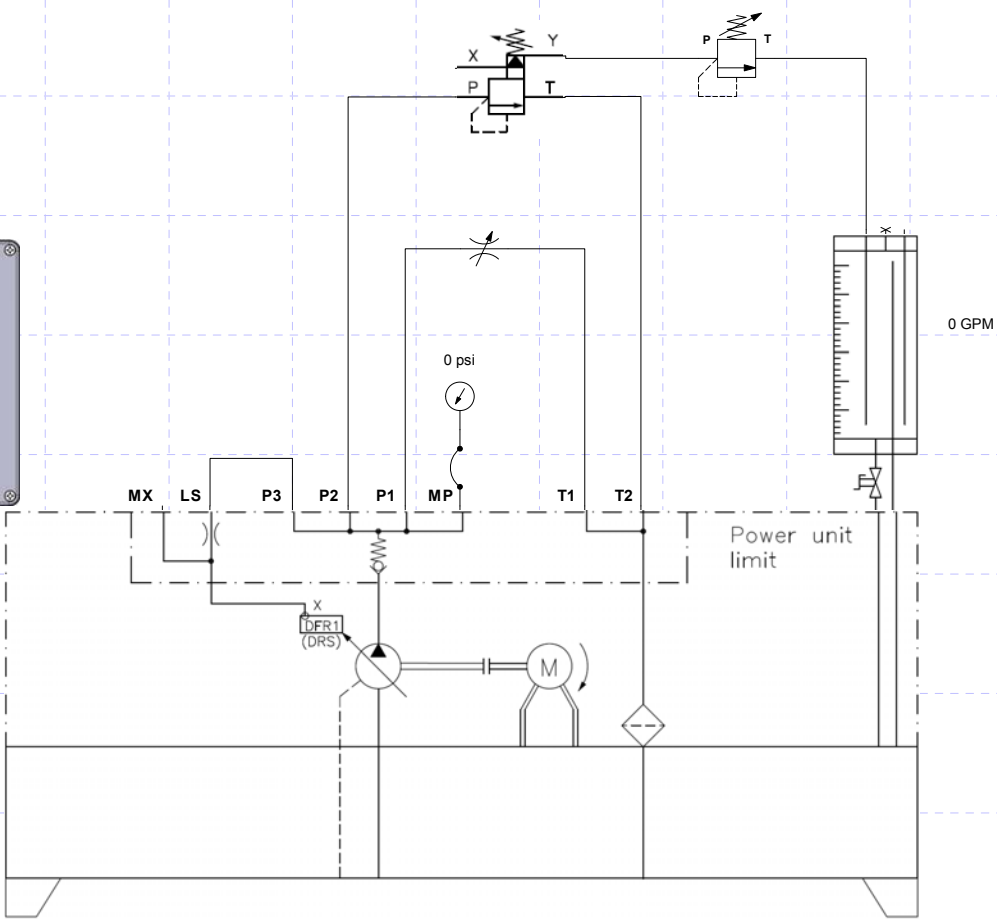 Y
X
P T
P T
0 GPM
0 psi
MX LS P3 P2 P1 MP T1 T2
Power unit
limit
X
DFR1
(DRS)
M